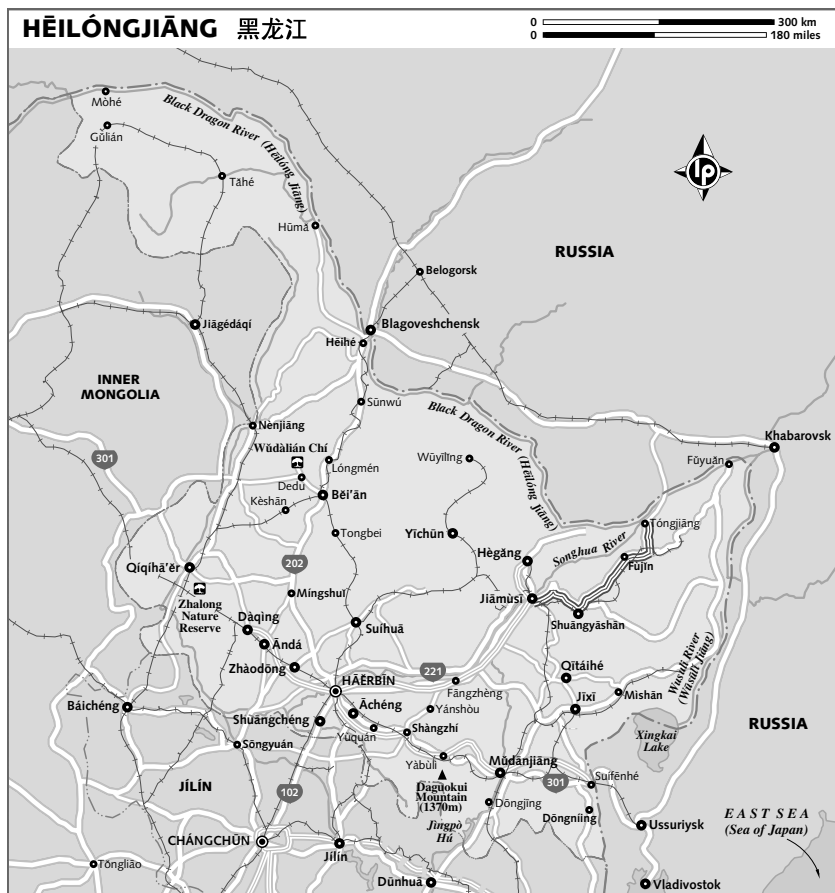 HĒILÓNGJIĀNG 黑龙江
0 300 km
0 180 miles
Mòhé
Black Dragon River (Hēilóng Jiāng)
Gǔlián
Tǎhé
lp
Hūmǎ
RUSSIA
Belogorsk
Jiāgédáqí
Blagoveshchensk
Hēihé
INNER
MONGOLIA
Sūnwú
Black Dragon River (Hēilóng Jiāng)
Nènjiāng
Khabarovsk
Wǔdàlián Chí
301
Lóngmén
Wūyīlǐng
Fǔyuǎn
Dedu
Běi'ān
Kèshān
Tóngjiāng
Tongbei
Yīchūn
Songhua River
Hègǎng
Fùjǐn
202
Qíqíhā'ěr
Zhalong
Nature
Reserve
Míngshuǐ
Jiāmùsī
Shuāngyāshān
Dàqìng
Suíhuà
Āndá
Wusuli River
(Wūsūlǐ Jiāng)
Zhàodōng
221
Qītáihé
HĀĚRBĪN
Fāngzhèng
Jīxī
Mìshān
Báichéng
Āchéng
Yánshòu
Shuāngchéng
RUSSIA
Yùquán
Shàngzhì
Xingkai
Lake
Sōngyuán
Yàbùlì
Mǔdānjiāng
JÍLÍN
102
Daguokui
Mountain
(1370m)
301
Suífēnhé
Dōngjīng
Dōngníng
EAST SEA
(Sea of Japan)
Jìngpò
Hú
Ussuriysk
CHÁNGCHŪN
Jílín
Tōngliáo
Dūnhuà
Vladivostok